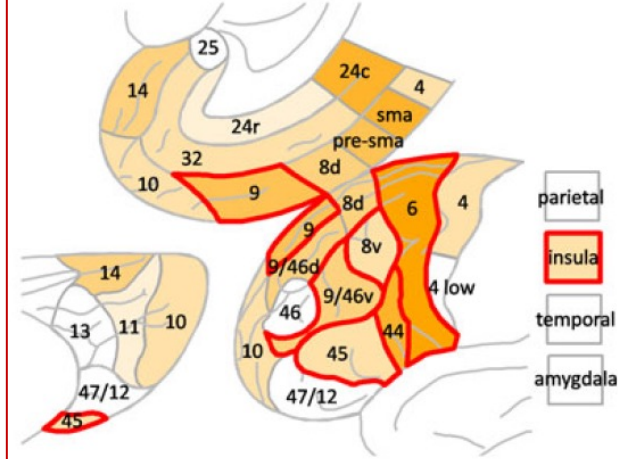 25
24c
4
14
sma
24r
pre-sma
32
8d
10
9
8d
6
4
parietal
9
8v
insula
14
9/46d
13
11
10
46
9/46v
4 low
temporal
44
10
45
47/12
47/12
amygdala
45